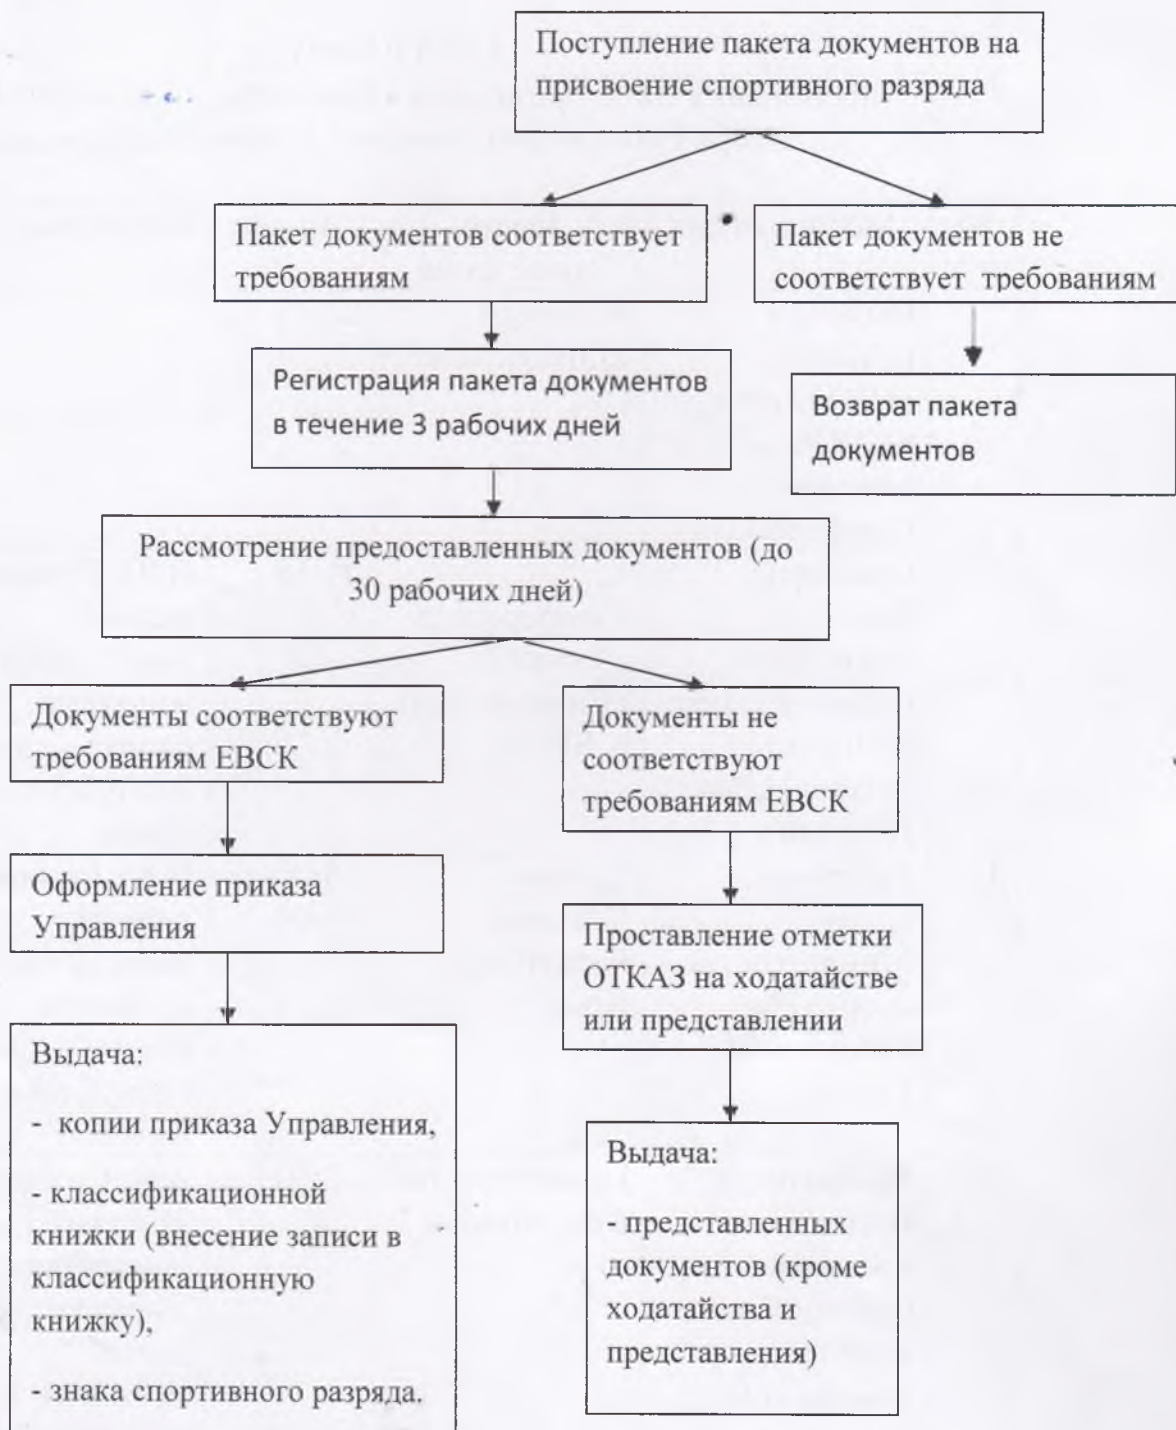 Поступление пакета документов на
присвоение спортивного разряда
Пакет документов соответствует
требованиям
Пакет документов не
соответствует требованиям
Регистрация пакета документов
в течение 3 рабочих дней
Возврат пакета
документов
Рассмотрение предоставленных документов (до
30 рабочих дней)
Документы соответствуют
требованиям ЕВСК
Документы не
соответствуют
требованиям ЕВСК
Оформление приказа
Управления
Проставление отметки
ОТКАЗ на ходатайстве
или представлении
Выдача:
- копии приказа Управления,
- классификационной
книжки (внесение записи в
классификационную
книжку),
- знака спортивного разряда.
Выдача:
- представленных
документов (кроме
ходатайства и
представления)